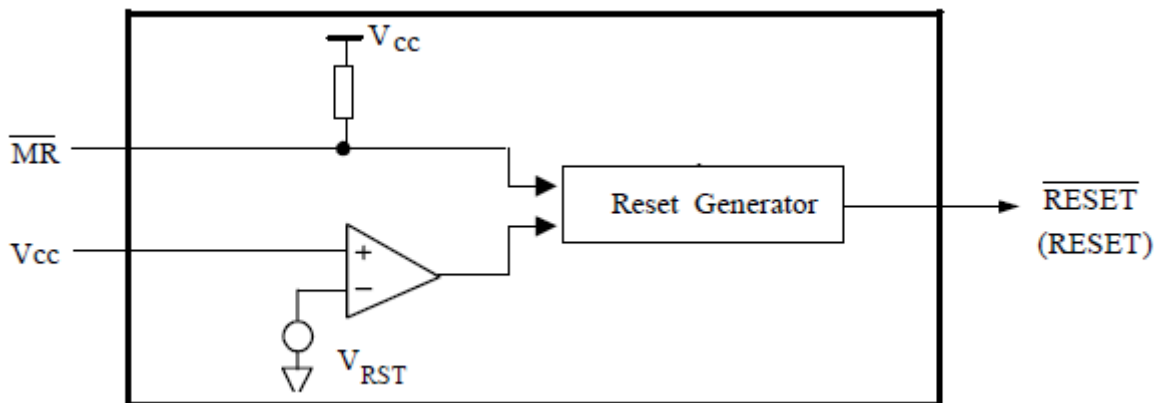 Vcc
MR
Reset Generator
RESET
(RESET)
Vcc
+
−
VRST